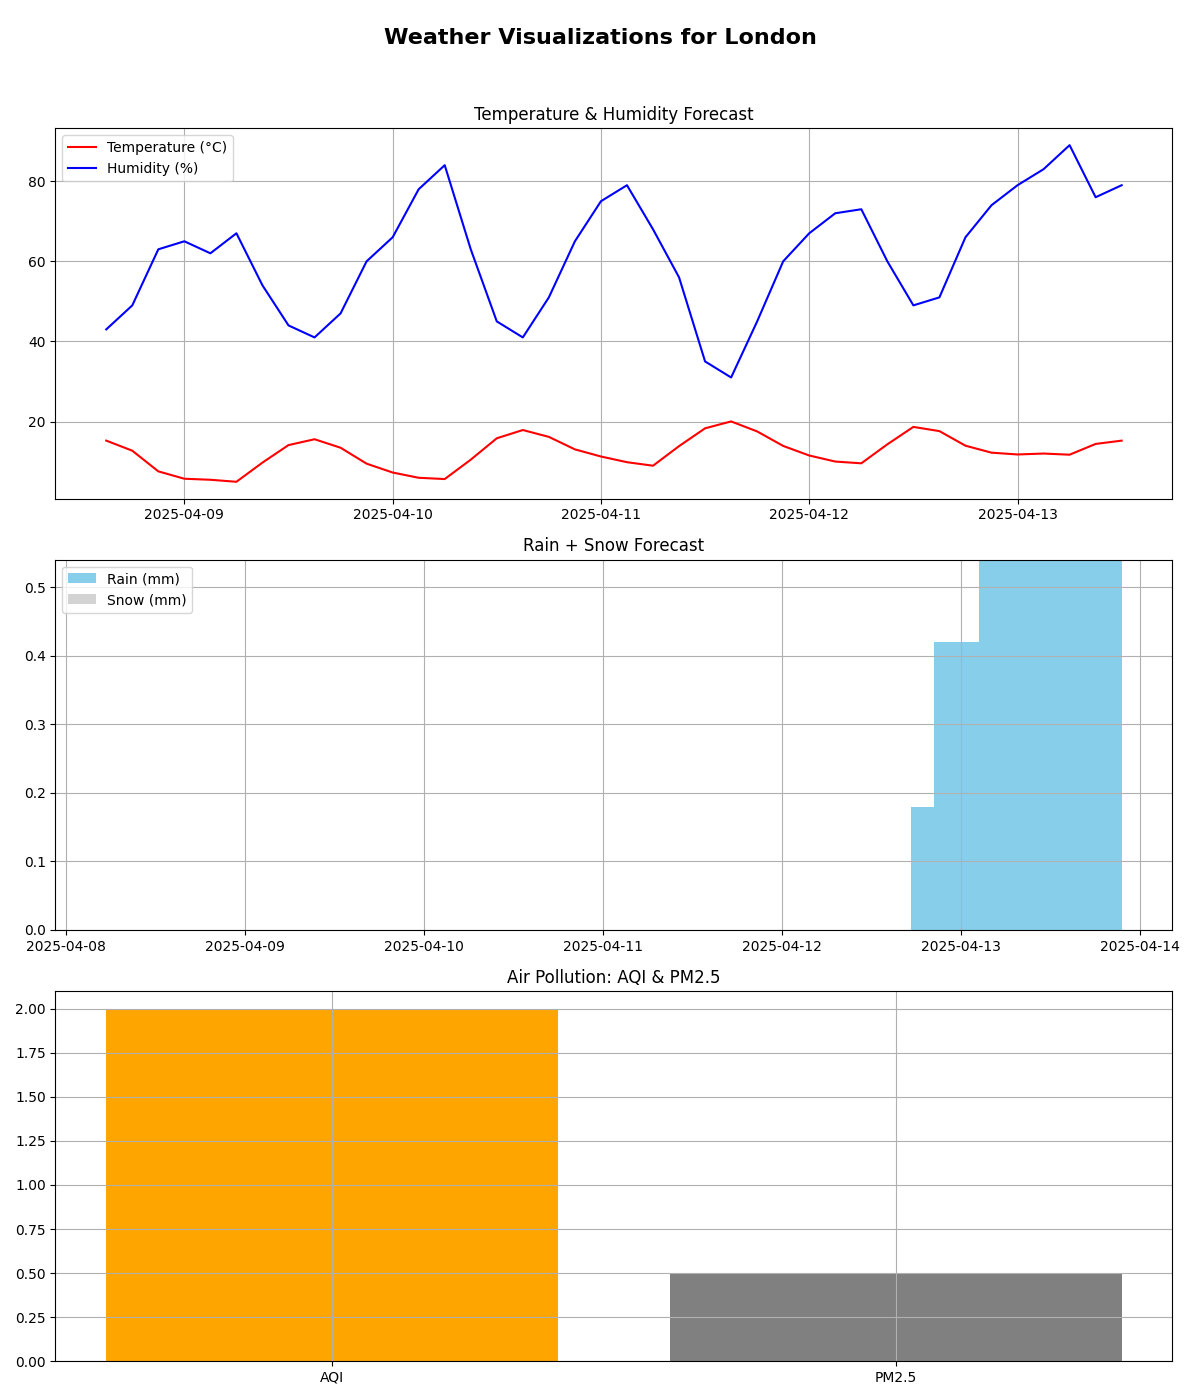 Weather Visualizations for London
Temperature & Humidity Forecast
Temperature (°C)
Humidity (%)
80
60
40
20
2025-04-09 2025-04-10 2025-04-11 2025-04-12 2025-04-13
Rain + Snow Forecast
Rain (mm)
Snow (mm)
0.5
0.4
0.3
0.2
0.1
0.0
2025-04-08 2025-04-09 2025-04-10 2025-04-11 2025-04-12 2025-04-13 2025-04-14
Air Pollution: AQI & PM2.5
2.00
1.75
1.50
1.25
1.00
0.75
0.50
0.25
0.00
AQI PM2.5